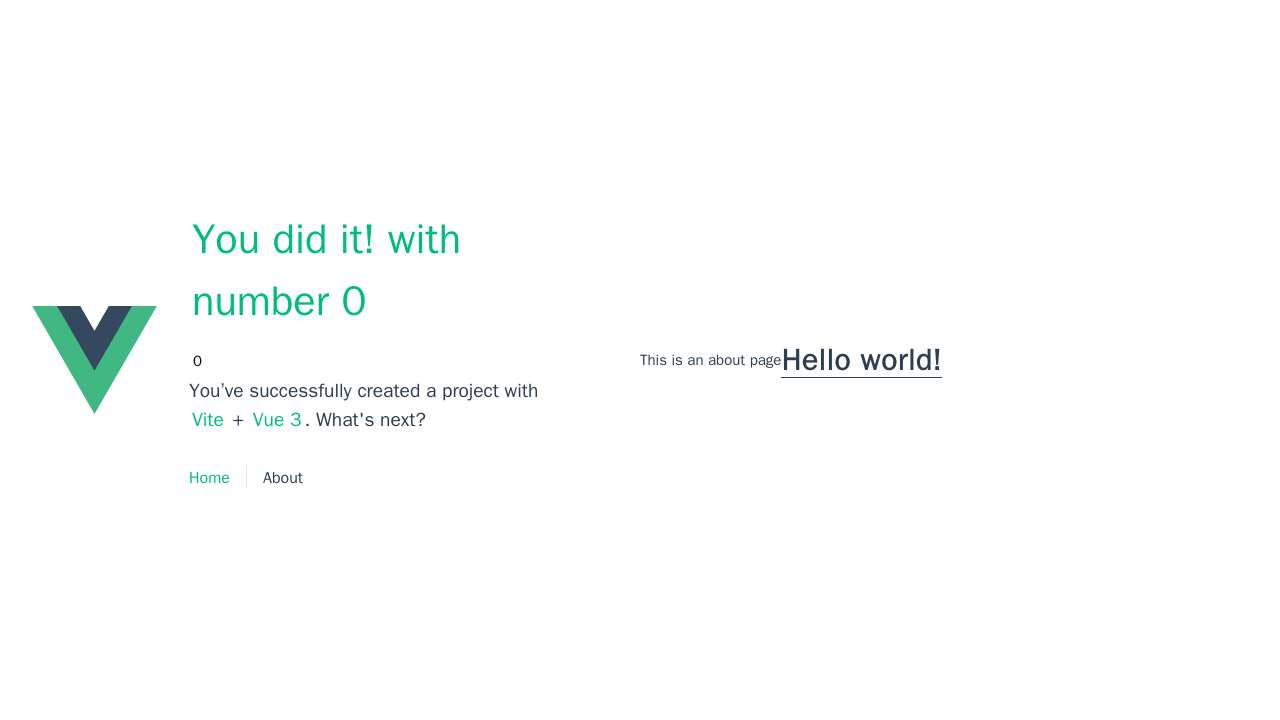 You did it! with
number 0
0
You’ve successfully created a project with
Vite + Vue 3. What's next?
Home About
This is an about page Hello world!